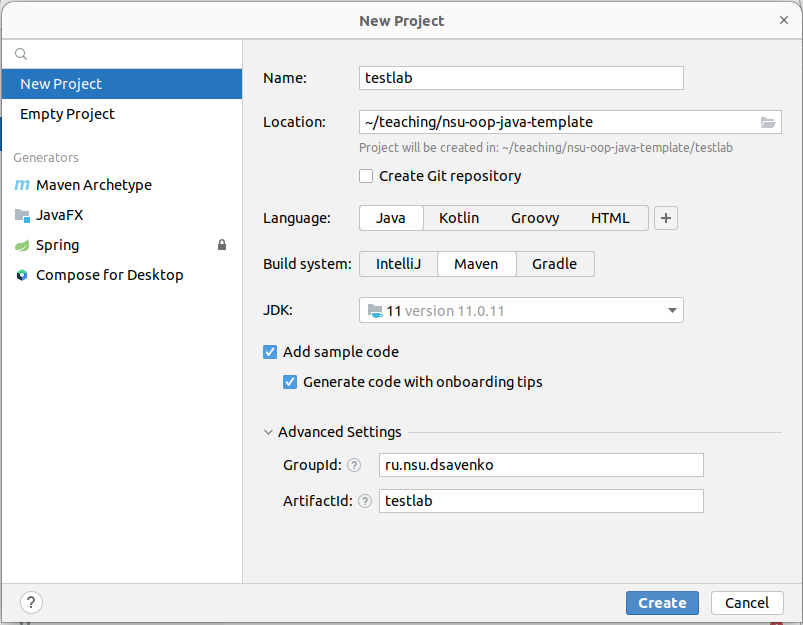 New Project
New Project
Empty Project
Generators
Maven Archetype
JavaFX
Spring
Compose for Desktop
Name: testlab
Location: ~/teaching/nsu-oop-java-template
Project will be created in: ~/teaching/nsu-oop-java-template/testlab
Create Git repository
Language: Java Kotlin Groovy HTML +
Build system: IntelliJ Maven Gradle
JDK: 11 version 11.0.11
Add sample code
Generate code with onboarding tips
Advanced Settings
GroupId: ? ru.nsu.dsavenko
ArtifactId: ? testlab
? Create Cancel